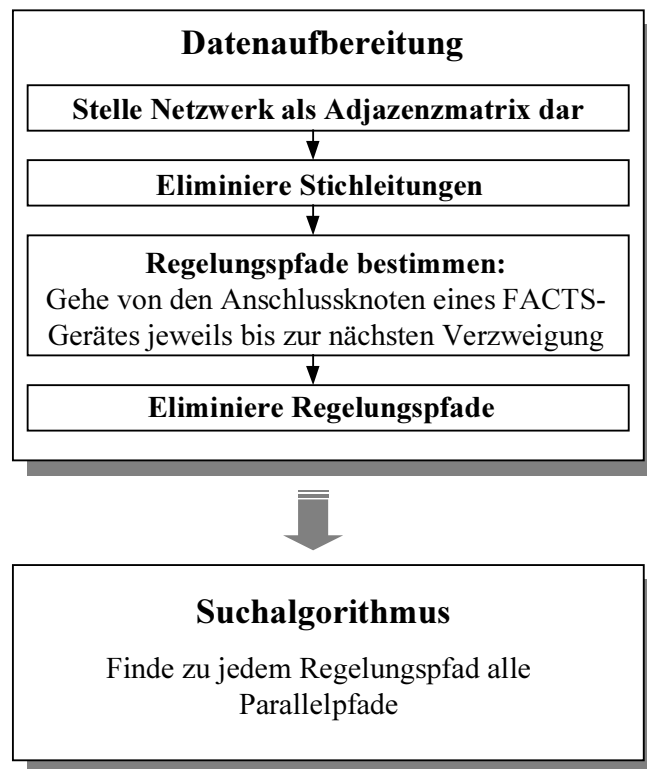 Datenaufbereitung
Stelle Netzwerk als Adjazenzmatrix dar
Eliminiere Stichleitungen
Regelungspfade bestimmen:
Gehe von den Anschlussknoten eines FACTS-
Gerätes jeweils bis zur nächsten Verzweigung
Eliminiere Regelungspfade
Suchalgorithmus
Finde zu jedem Regelungspfad alle
Parallelpfade